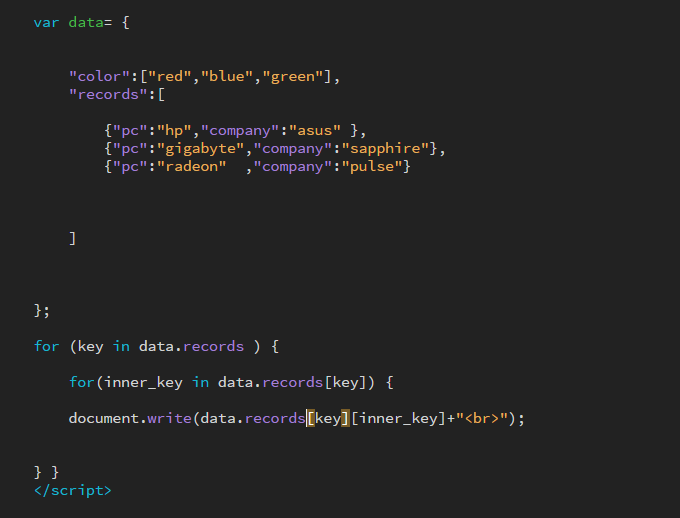 var data= {
"color":["red","blue","green"],
"records":[
{"pc":"hp","company":"asus" },
{"pc":"gigabyte","company":"sapphire"},
{"pc":"radeon"  ,"company":"pulse"}
]
};
for (key in data.records ) {
for(inner_key in data.records[key]) {
document.write(data.records[key][inner_key]+"<br>");
} }
</script>